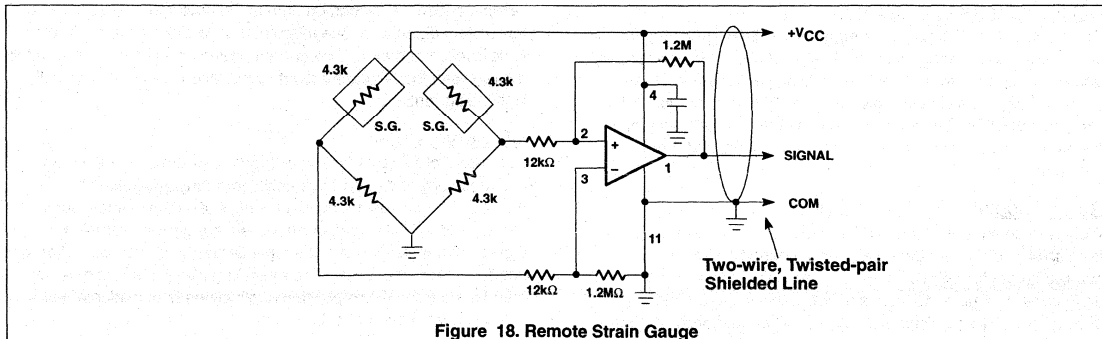 +VCC
1.2M
4.3k
4.3k
4
S.G.
S.G.
2
+
12kΩ
1
SIGNAL
3
−
4.3k
4.3k
COM
11
Two-wire, Twisted-pair
Shielded Line
12kΩ
1.2MΩ
Figure 18. Remote Strain Gauge